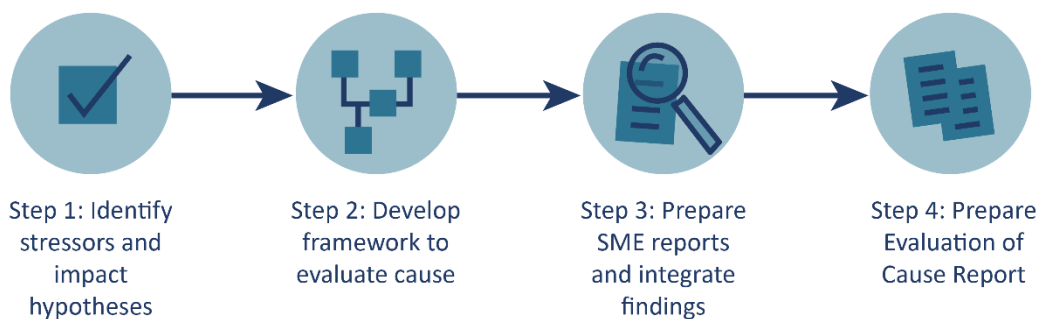 Step 1: Identify
stressors and
impact
hypotheses
Step 2: Develop
framework to
evaluate cause
Step 3: Prepare
SME reports
and integrate
findings
Step 4: Prepare
Evaluation of
Cause Report